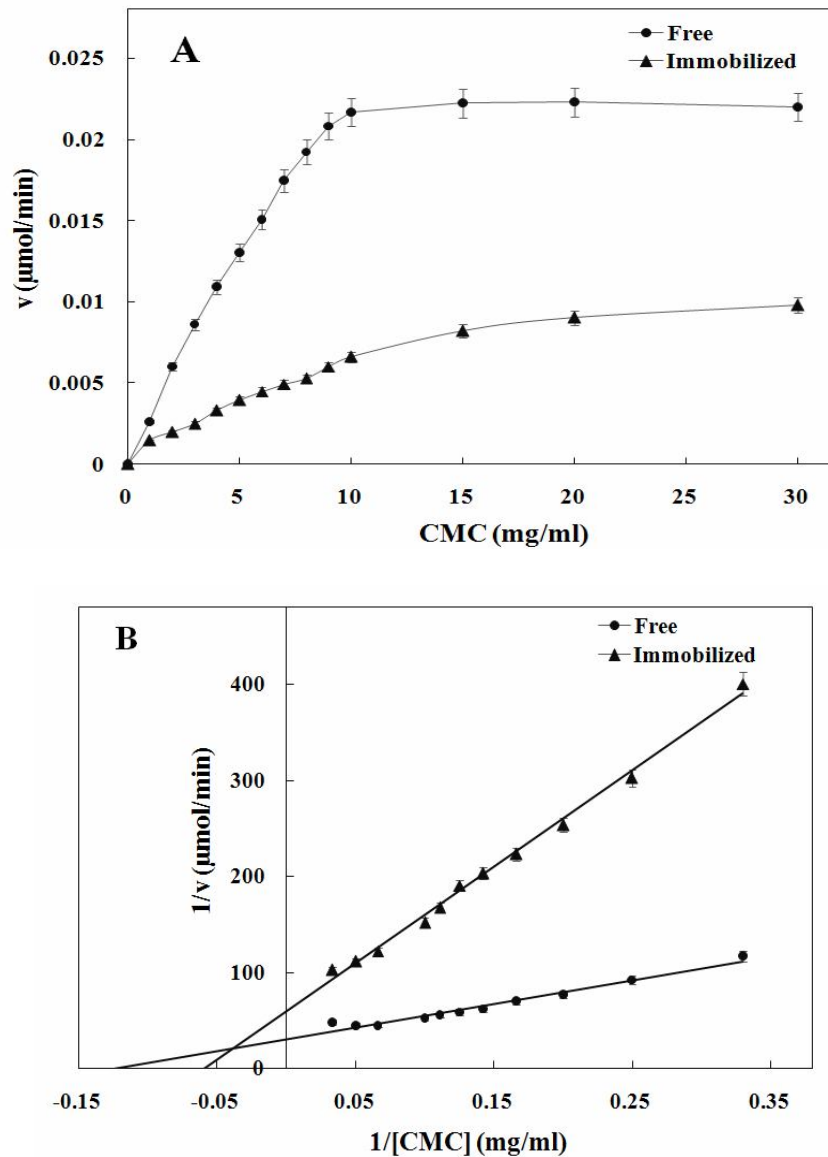 A
Free
Immobilized
0.025
0.02
0.015
0.01
0.005
0
v (µmol/min)
0 5 10 15 20 25 30
CMC (mg/ml)
B
Free
Immobilized
400
300
200
100
0
1/v (µmol/min)
-0.15 -0.05 0.05 0.15 0.25 0.35
1/[CMC] (mg/ml)